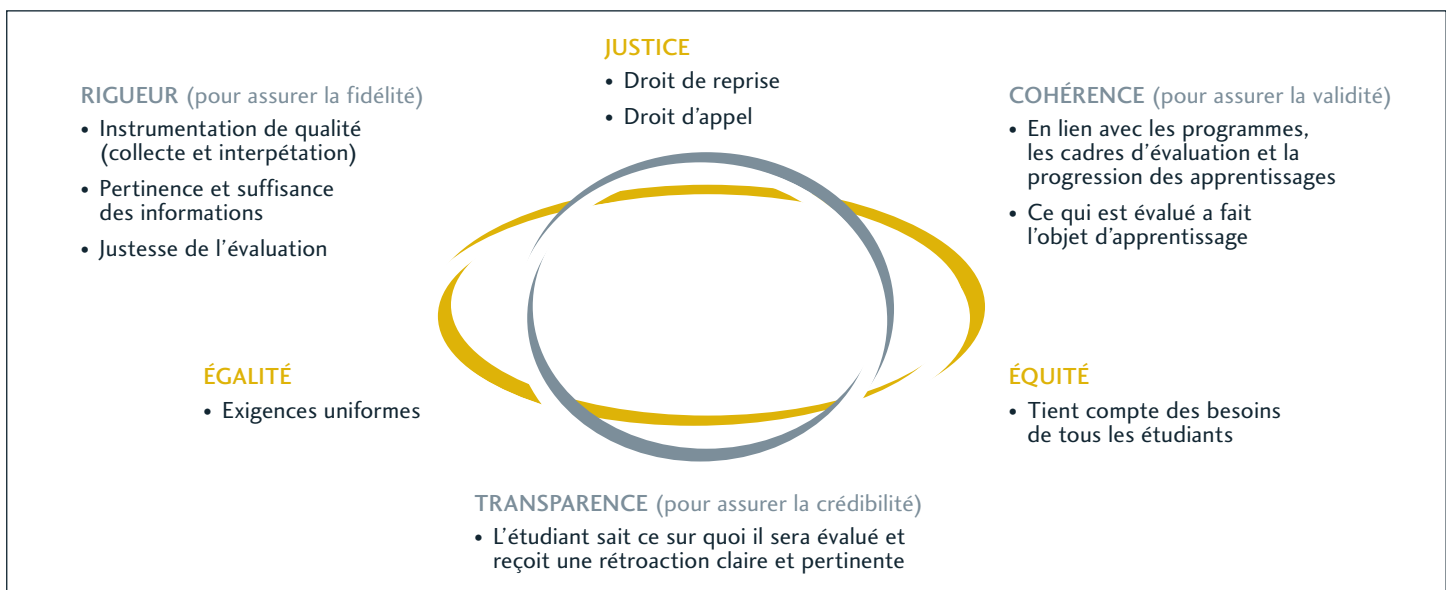 JUSTICE
• Droit de reprise
• Droit d'appel
RIGUEUR (pour assurer la fidélité)
• Instrumentation de qualité
(collecte et interpétation)
• Pertinence et suffisance
des informations
• Justesse de l'évaluation
COHÉRENCE (pour assurer la validité)
• En lien avec les programmes,
les cadres d'évaluation et la
progression des apprentissages
• Ce qui est évalué a fait
l'objet d'apprentissage
ÉGALITÉ
• Exigences uniformes
ÉQUITÉ
• Tient compte des besoins
de tous les étudiants
TRANSPARENCE (pour assurer la crédibilité)
• L'étudiant sait ce sur quoi il sera évalué et
reçoit une rétroaction claire et pertinente